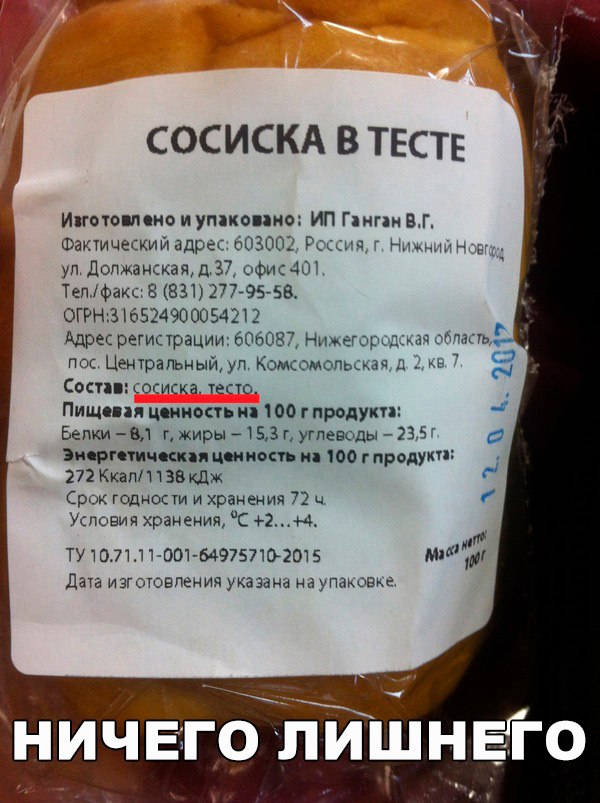 СОСИСКА В ТЕСТЕ
Изготовлено и упаковано: ИП Ганган В.Г.
Фактический адрес: 603002, Россия, г. Нижний Новгород
ул. Должанская, д.37, офис 401.
Тел./факс: 8 (831) 277-95-58.
ОГРН:316524900054212
Адрес регистрации: 606087, Нижегородская область,
пос. Центральный, ул. Комсомольская, д. 2, кв. 7.
Состав: сосиска, тесто.
Пищевая ценность на 100 г продукта:
Белки – 8,1 г, жиры – 15,3 г, углеводы – 23,5 г.
Энергетическая ценность на 100 г продукта:
272 Ккал/1138 кДж
Срок годности и хранения 72 ч.
Условия хранения, °С +2...+4.
ТУ 10.71.11-001-64975710-2015
Дата изготовления указана на упаковке.
Масса нетто:
100 г
12.04.2017
НИЧЕГО ЛИШНЕГО